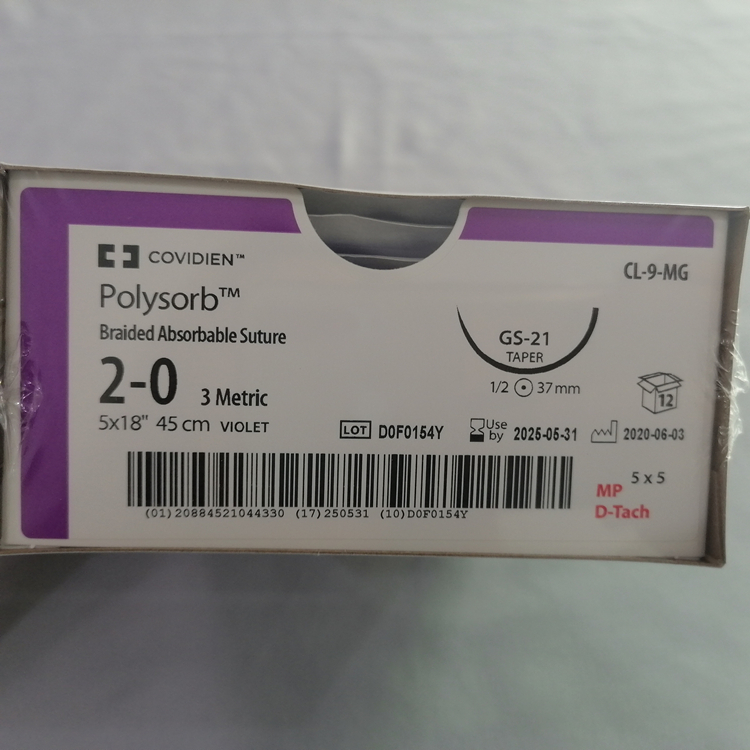 COVIDIEN™
CL-9-MG
Polysorb™
Braided Absorbable Suture
GS-21
TAPER
2-0 3 Metric
1/2 37mm
12
5x18" 45 cm VIOLET
LOT D0F0154Y
Use by 2025-05-31
2020-06-03
5 x 5
MP
D-Tach
(01)20884521044330 (17)250531 (10)D0F0154Y